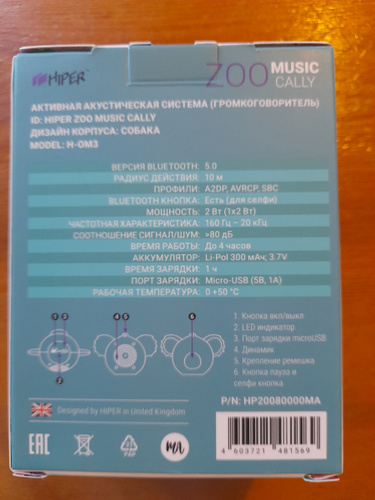 HIPER
ZOO MUSIC
CALLY
АКТИВНАЯ АКУСТИЧЕСКАЯ СИСТЕМА (ГРОМКОГОВОРИТЕЛЬ)
ID: HIPER ZOO MUSIC CALLY
ДИЗАЙН КОРПУСА: СОБАКА
MODEL: H-OM3
ВЕРСИЯ BLUETOOTH: 5.0
РАДИУС ДЕЙСТВИЯ: 10 м
ПРОФИЛИ: A2DP, AVRCP, SBC
BLUETOOTH КНОПКА: Есть (для селфи)
МОЩНОСТЬ: 2 Вт (1x2 Вт)
ЧАСТОТНАЯ ХАРАКТЕРИСТИКА: 160 Гц – 20 кГц
СООТНОШЕНИЕ СИГНАЛ/ШУМ: >80 дБ
ВРЕМЯ РАБОТЫ: До 4 часов
АККУМУЛЯТОР: Li-Pol 300 мАч; 3.7V
ВРЕМЯ ЗАРЯДКИ: 1 ч
ПОРТ ЗАРЯДКИ: Micro-USB (5В, 1А)
РАБОЧАЯ ТЕМПЕРАТУРА: 0 +50 °C
1 3
2
4 5
6
1. Кнопка вкл/выкл
2. LED индикатор
3. Порт зарядки microUSB
4. Динамик
5. Крепление ремешка
6. Кнопка пауза и
селфи кнопка
Designed by HIPER in United Kingdom
P/N: HP20080000MA
EAC
PAP
4 603721 481569